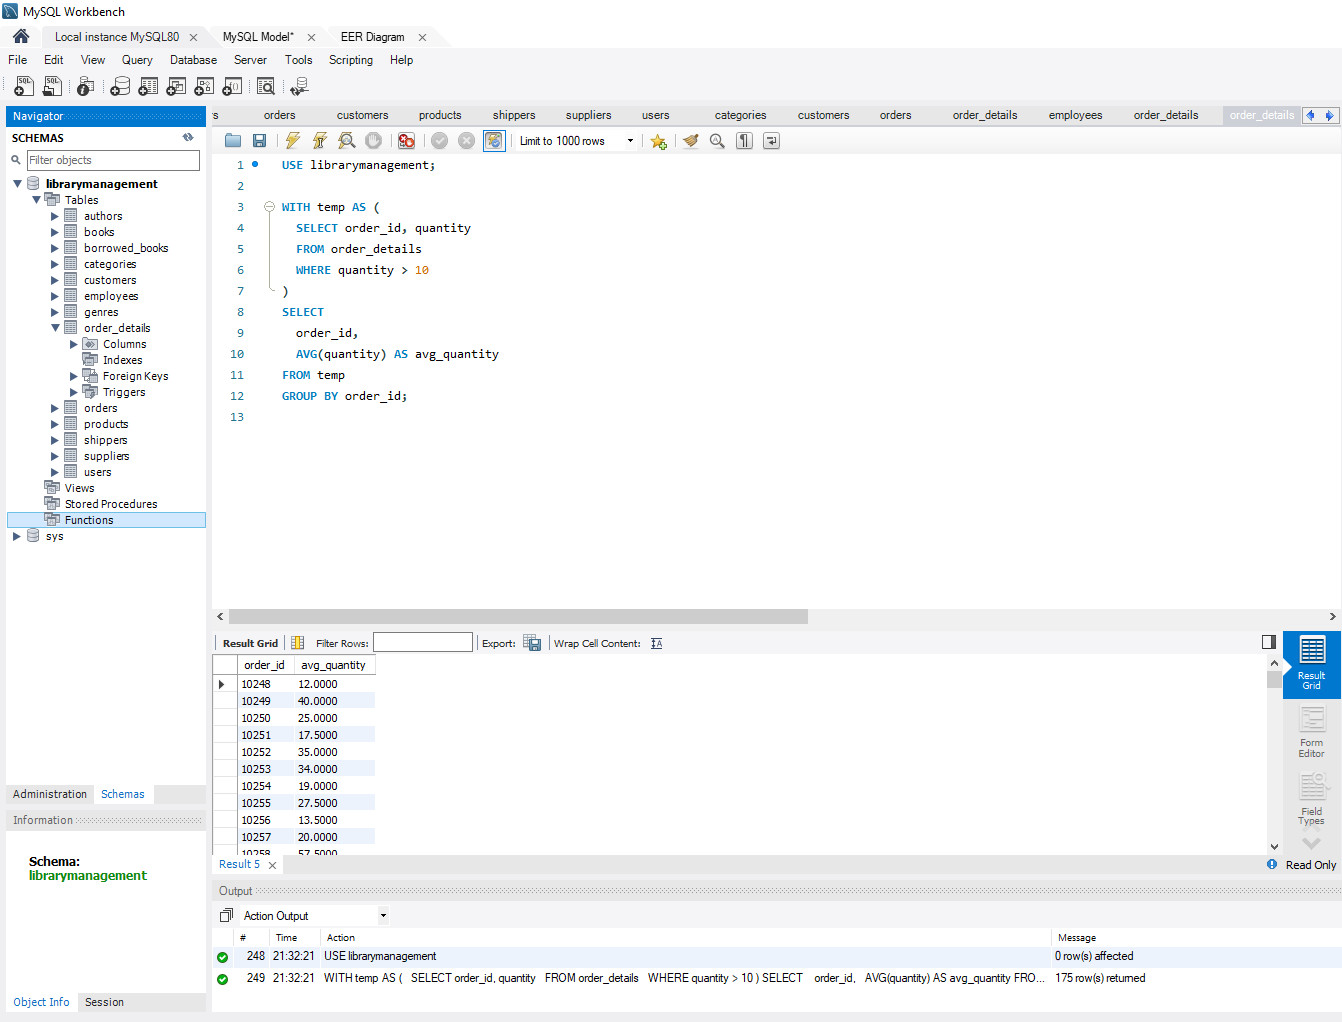 MySQL Workbench
Local instance MySQL80
MySQL Model*
EER Diagram
File Edit View Query Database Server Tools Scripting Help
Navigator
SCHEMAS
Filter objects
librarymanagement
Tables
authors
books
borrowed_books
categories
customers
employees
genres
order_details
Columns
Indexes
Foreign Keys
Triggers
orders
products
shippers
suppliers
users
Views
Stored Procedures
Functions
sys
Administration Schemas
Information
Schema:
librarymanagement
Object Info Session
s orders customers products shippers suppliers users categories customers orders order_details employees order_details order_details
Limit to 1000 rows
1 USE librarymanagement;
2
3 WITH temp AS (
4 SELECT order_id, quantity
5 FROM order_details
6 WHERE quantity > 10
7 )
8 SELECT
9 order_id,
10 AVG(quantity) AS avg_quantity
11 FROM temp
12 GROUP BY order_id;
13
Result Grid Filter Rows: Export: Wrap Cell Content:
order_id avg_quantity
10248 12.0000
10249 40.0000
10250 25.0000
10251 17.5000
10252 35.0000
10253 34.0000
10254 19.0000
10255 27.5000
10256 13.5000
10257 20.0000
10258 57.5000
Result
Grid
Form
Editor
Field
Types
Result 5
Read Only
Output
Action Output
# Time Action Message
248 21:32:21 USE librarymanagement 0 row(s) affected
249 21:32:21 WITH temp AS ( SELECT order_id, quantity FROM order_details WHERE quantity > 10 ) SELECT order_id, AVG(quantity) AS avg_quantity FRO... 175 row(s) returned